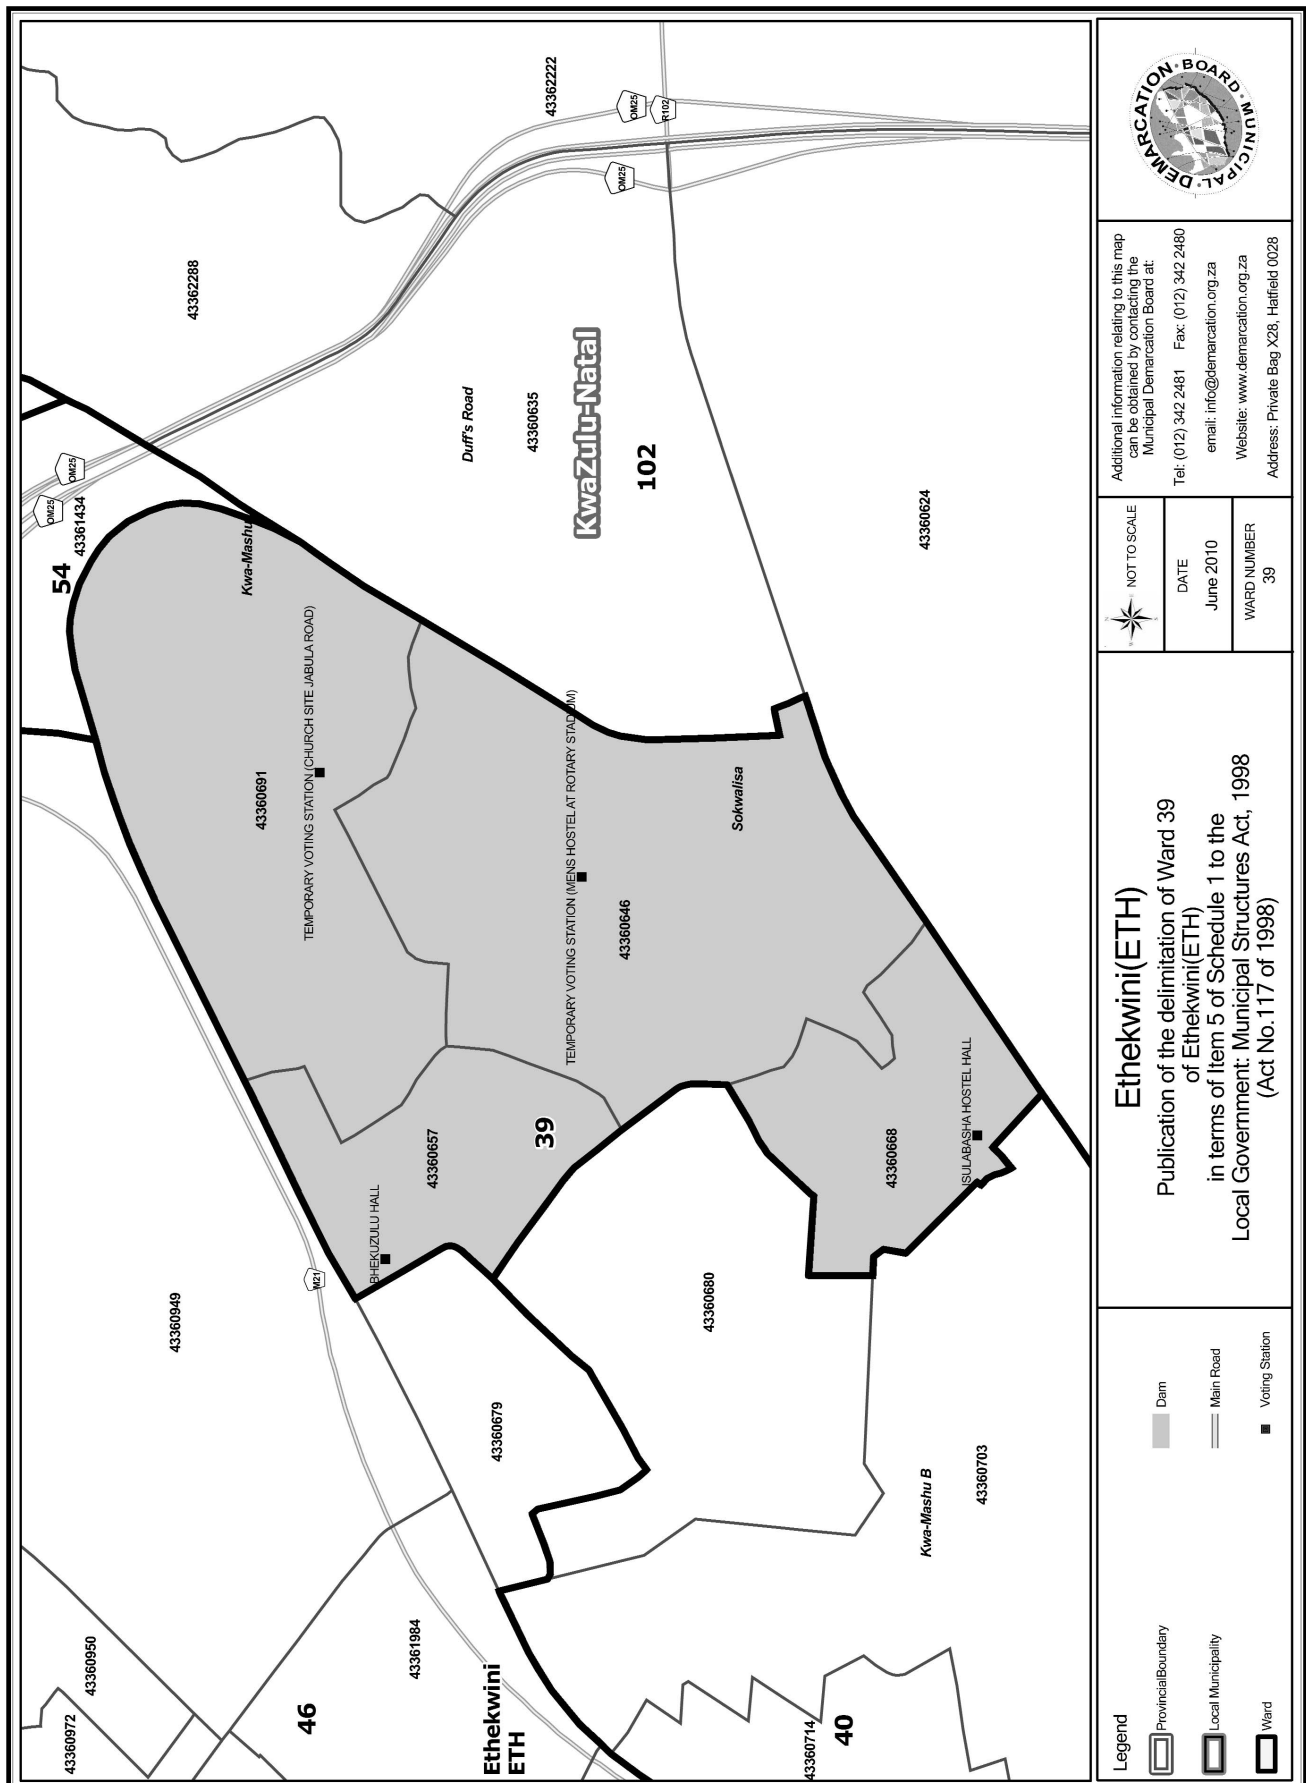 43360972
43360950
46
43361984
Ethekwini
ETH
43360714
40
43360949
M21
43360679
43360680
Kwa-Mashu B
43360703
BHEKUZULU HALL
43360657
39
43360668
ISULABASHA HOSTEL HALL
54
43361434
OM25
OM25
43360691
TEMPORARY VOTING STATION (CHURCH SITE JABULA ROAD)
Kwa-Mashu
TEMPORARY VOTING STATION (MENS HOSTEL AT ROTARY STADIUM)
43360646
Sokwalisa
43362288
Duff's Road
43360635
KwaZulu-Natal
102
43360624
43362222
OM25
R102
OM25
Legend
ProvincialBoundary
Local Municipality
Ward
Dam
Main Road
Voting Station
Ethekwini(ETH)
Publication of the delimitation of Ward 39
of Ethekwini(ETH)
in terms of Item 5 of Schedule 1 to the
Local Government: Municipal Structures Act, 1998
(Act No.117 of 1998)
N
E
S
W
NOT TO SCALE
DATE
June 2010
WARD NUMBER
39
Additional information relating to this map
can be obtained by contacting the
Municipal Demarcation Board at:
Tel: (012) 342 2481 Fax: (012) 342 2480
email: info@demarcation.org.za
Website: www.demarcation.org.za
Address: Private Bag X28, Hatfield 0028
MUNICIPAL · DEMARCATION · BOARD ·